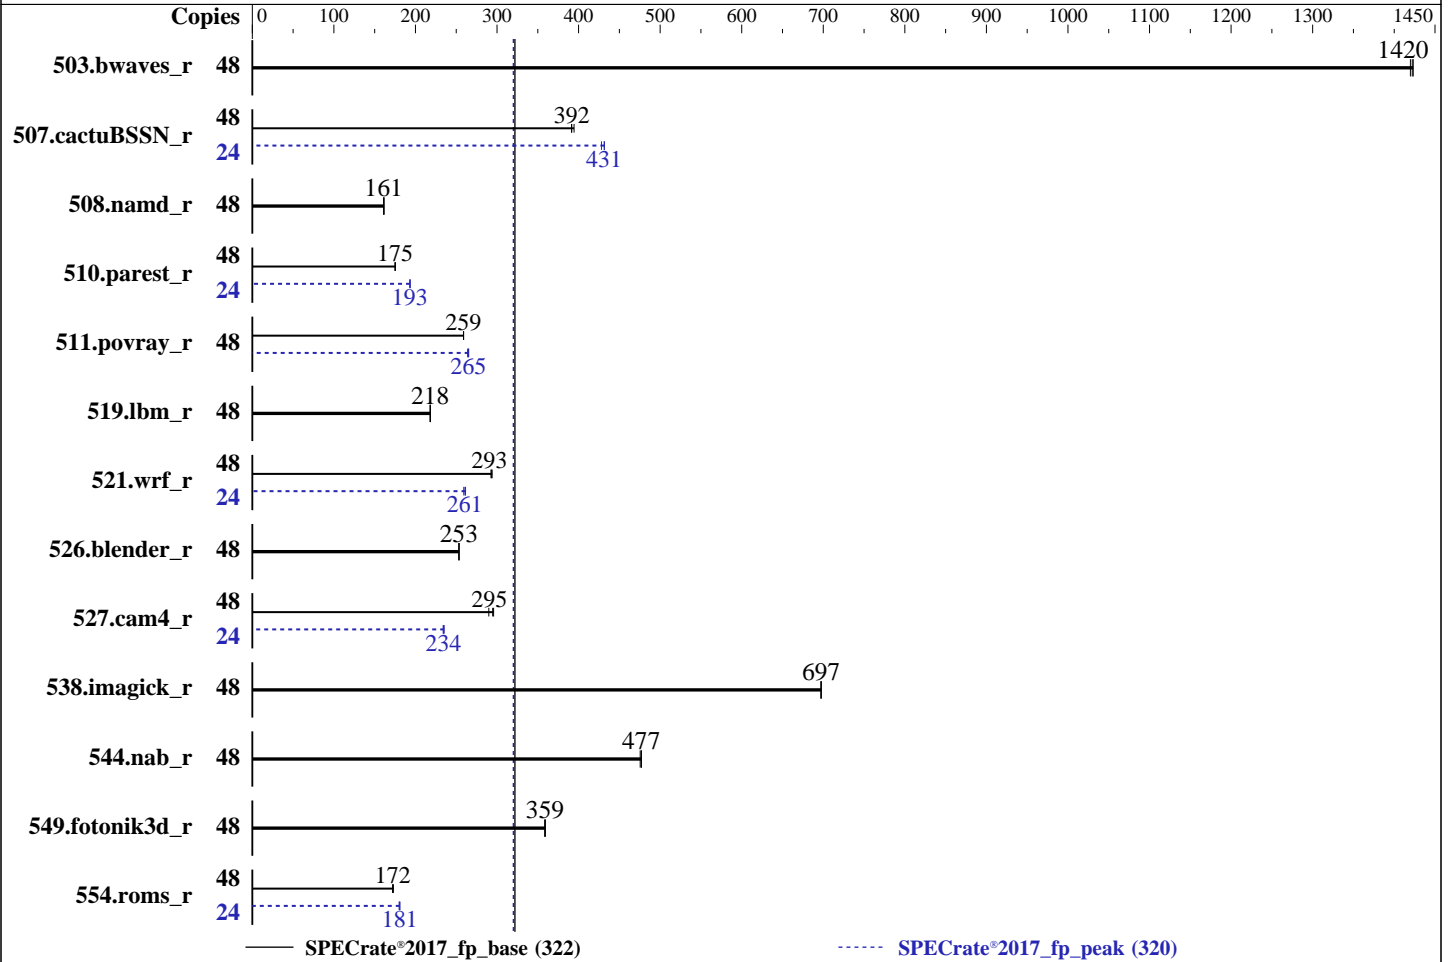 Copies 0 100 200 300 400 500 600 700 800 900 1000 1100 1200 1300 1450
503.bwaves_r 48 1420
507.cactuBSSN_r 48 392
24 431
508.namd_r 48 161
510.parest_r 48 175
24 193
511.povray_r 48 259
265
519.lbm_r 48 218
521.wrf_r 48 293
24 261
526.blender_r 48 253
527.cam4_r 48 295
24 234
538.imagick_r 48 697
544.nab_r 48 477
549.fotonik3d_r 48 359
554.roms_r 48 172
24 181
SPECrate®2017_fp_base (322) SPECrate®2017_fp_peak (320)